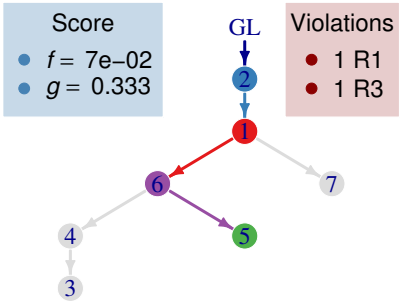 Score
f = 7e−02
g = 0.333
GL
Violations
1 R1
1 R3
2
1
6
7
4
5
3